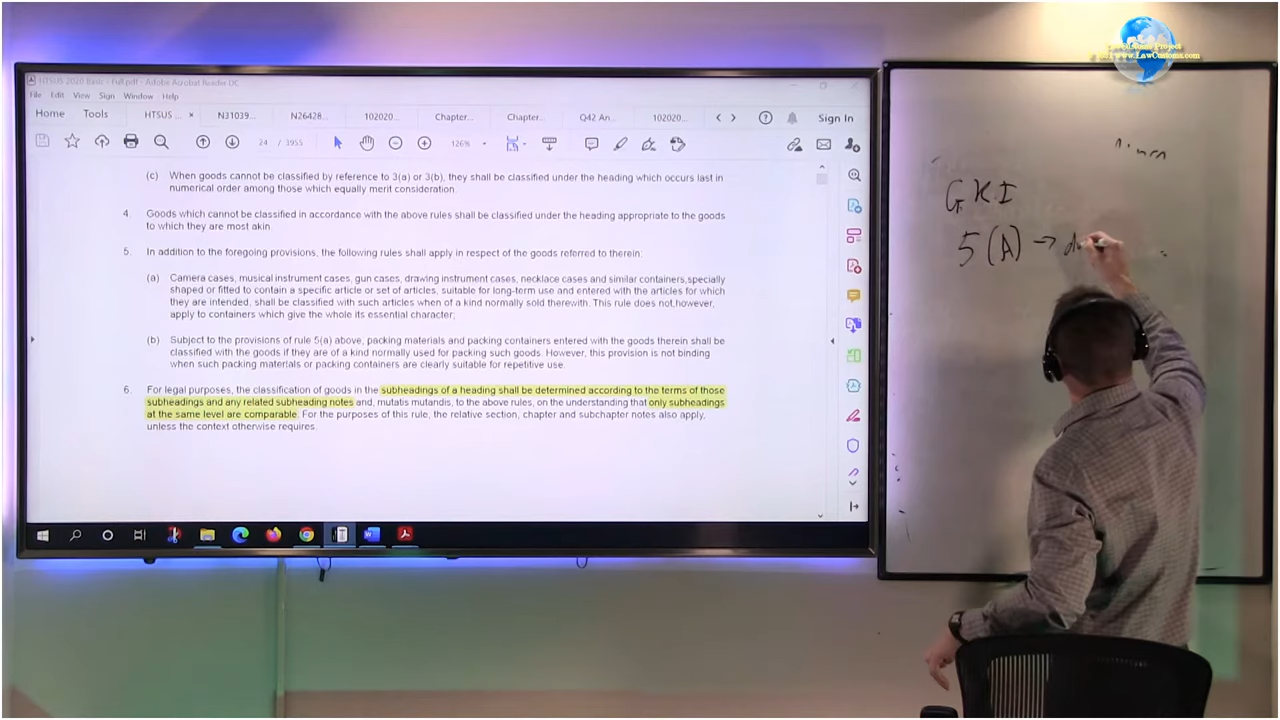 HTSUS 2020 Basic - Full.pdf - Adobe Acrobat Reader DC
File Edit View Sign Window Help
Home Tools HTSUS ... × N31039... N26428... 102020... Chapter... Chapter... Q42 An... 102020... Sign In
24 / 3955 126%
(c) When goods cannot be classified by reference to 3(a) or 3(b), they shall be classified under the heading which occurs last in
numerical order among those which equally merit consideration.
4. Goods which cannot be classified in accordance with the above rules shall be classified under the heading appropriate to the goods
to which they are most akin.
5. In addition to the foregoing provisions, the following rules shall apply in respect of the goods referred to therein:
(a) Camera cases, musical instrument cases, gun cases, drawing instrument cases, necklace cases and similar containers,specially
shaped or fitted to contain a specific article or set of articles, suitable for long-term use and entered with the articles for which
they are intended, shall be classified with such articles when of a kind normally sold therewith. This rule does not,however,
apply to containers which give the whole its essential character;
(b) Subject to the provisions of rule 5(a) above, packing materials and packing containers entered with the goods therein shall be
classified with the goods if they are of a kind normally used for packing such goods. However, this provision is not binding
when such packing materials or packing containers are clearly suitable for repetitive use.
6. For legal purposes, the classification of goods in the subheadings of a heading shall be determined according to the terms of those
subheadings and any related subheading notes and, mutatis mutandis, to the above rules, on the understanding that only subheadings
at the same level are comparable. For the purposes of this rule, the relative section, chapter and subchapter notes also apply,
unless the context otherwise requires.
www.LawCustoms.com
GRI
5(A) →